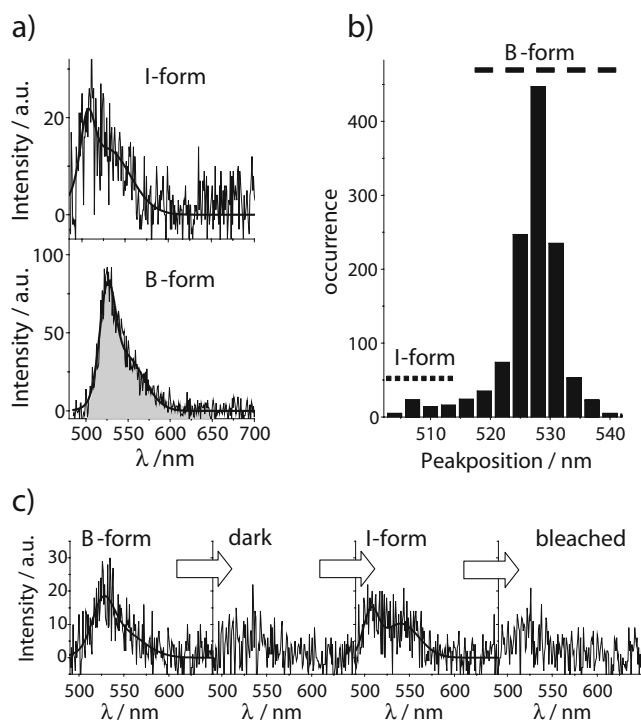 a)
I-form
Intensity / a.u.
20
0
B-form
Intensity / a.u.
100
50
0
500 550 600 650 700
λ /nm
b)
B-form
occurrence
400
300
200
100
0
I-form
510 520 530 540
Peakposition / nm
c)
B-form dark I-form bleached
Intensity / a.u.
30
20
10
0
500 550 600 500 550 600 500 550 600 500 550 600
λ / nm λ / nm λ / nm λ / nm